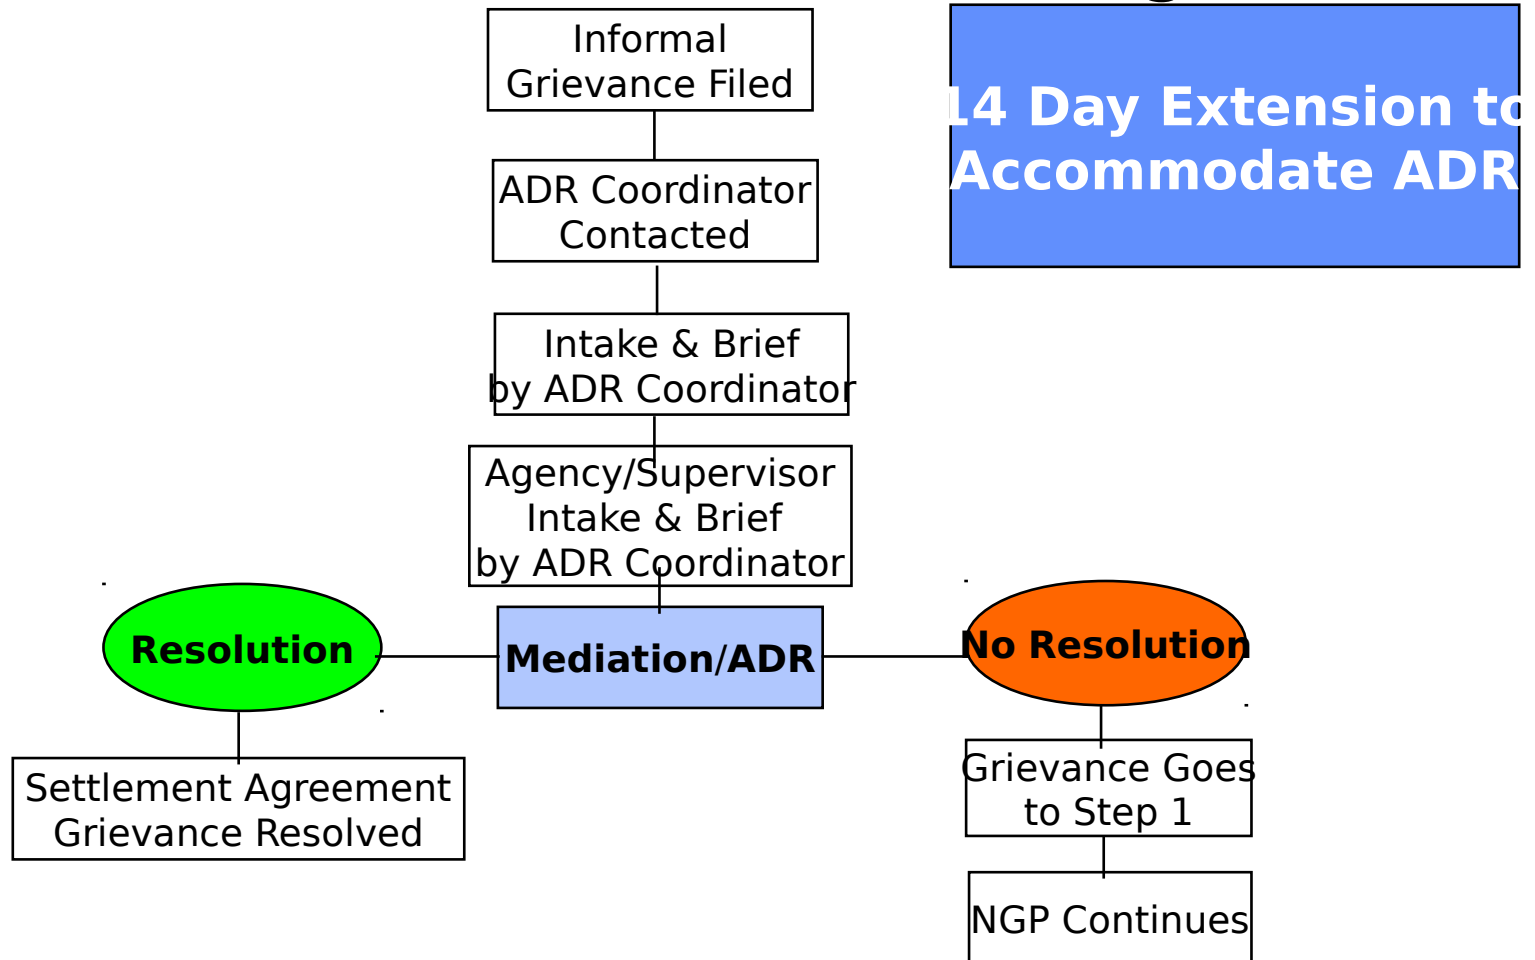 Informal
Grievance Filed
14 Day Extension to
Accommodate ADR
ADR Coordinator
Contacted
Intake & Brief
by ADR Coordinator
Agency/Supervisor
Intake & Brief
by ADR Coordinator
Resolution
Mediation/ADR
No Resolution
Settlement Agreement
Grievance Resolved
Grievance Goes
to Step 1
NGP Continues